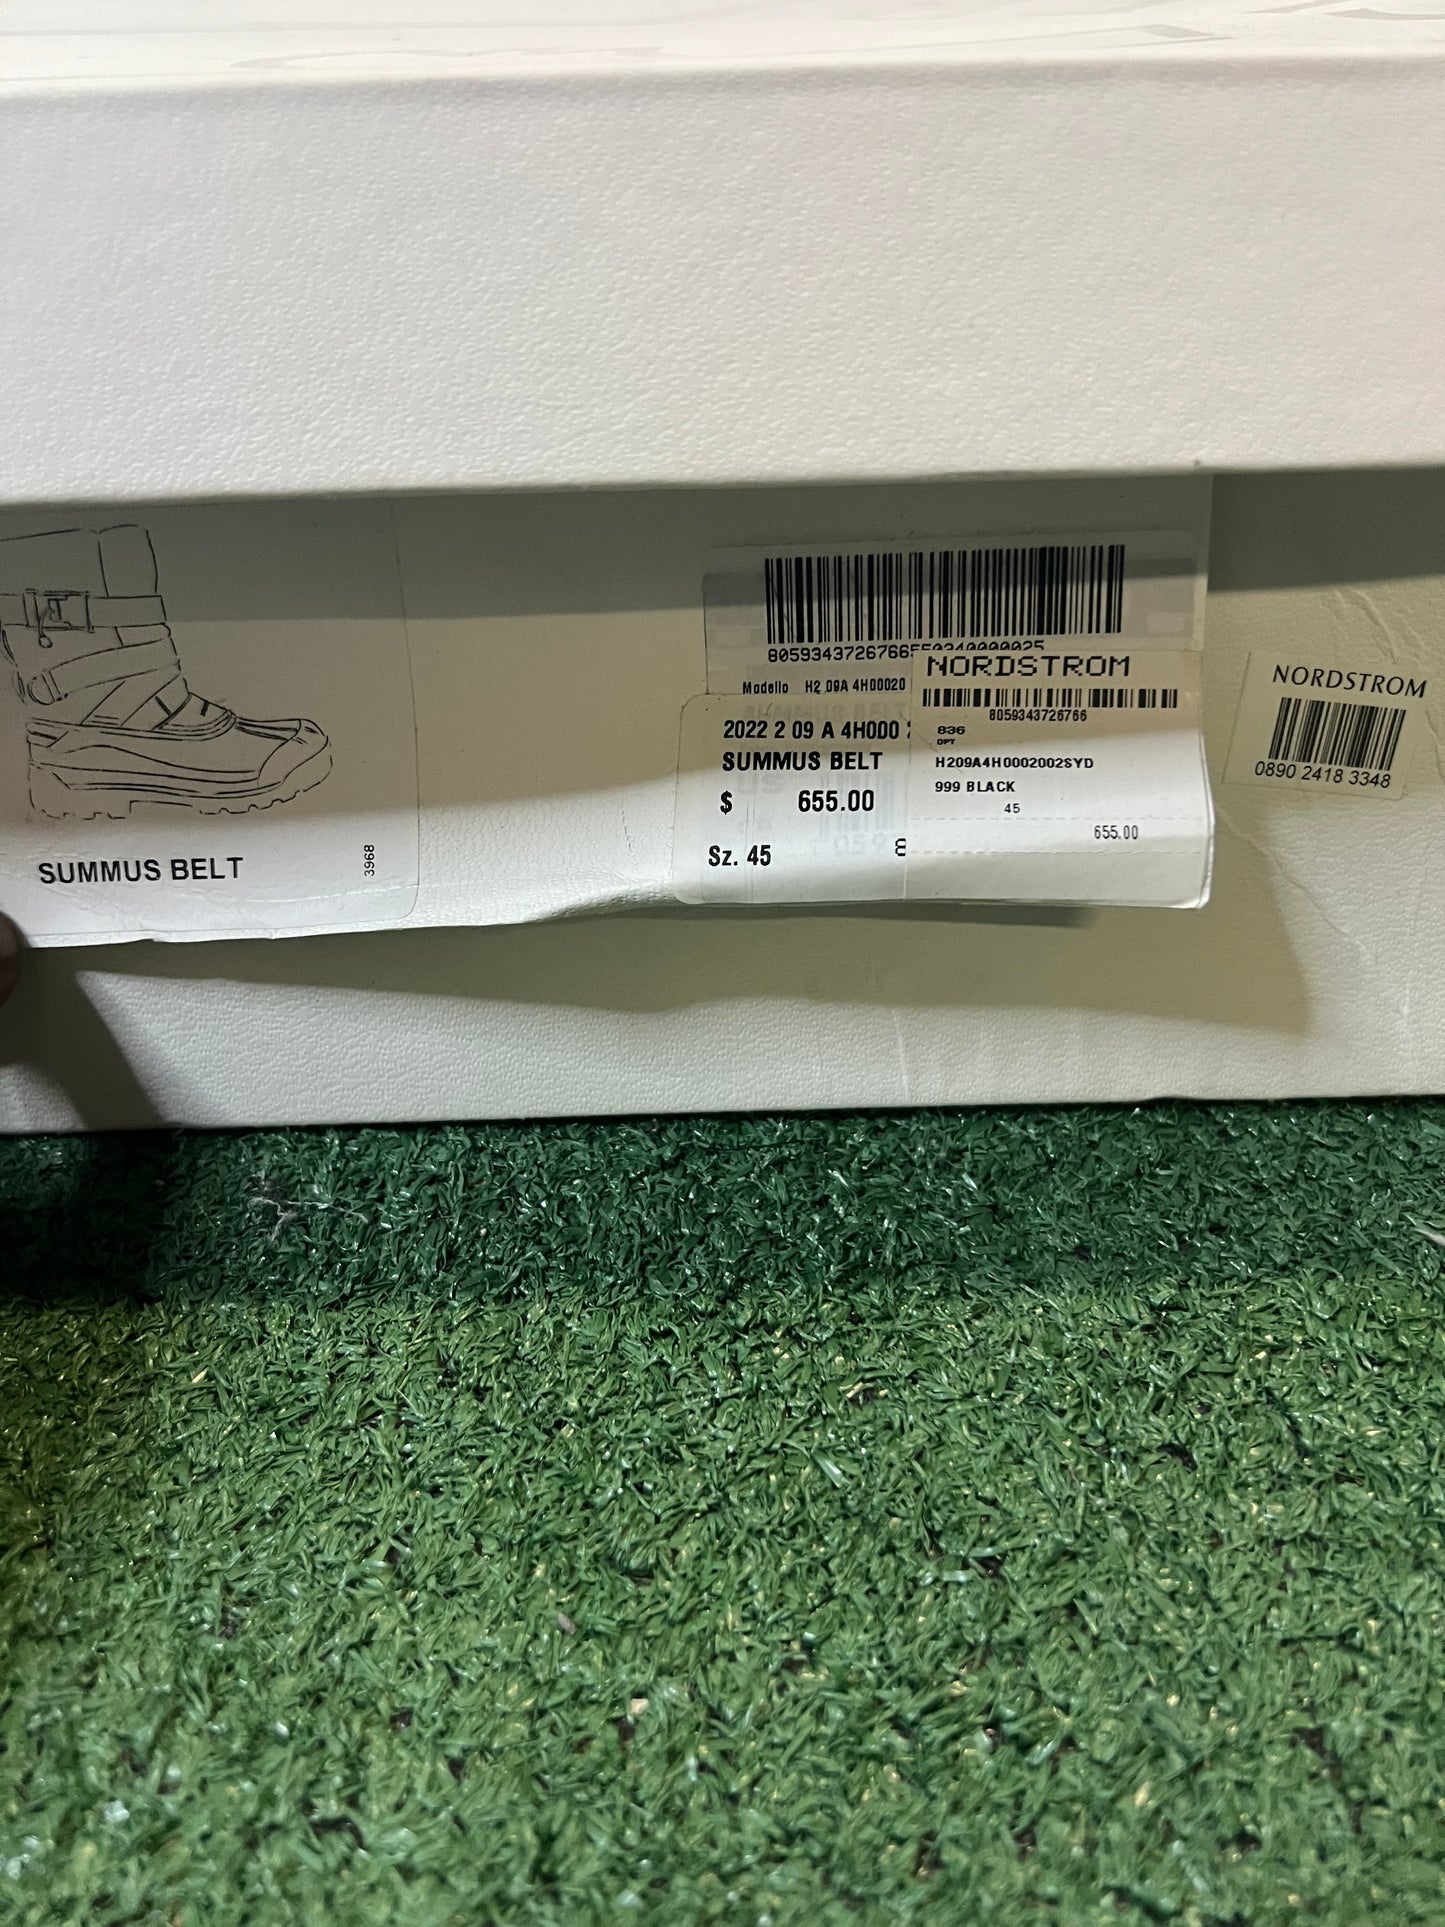 SUMMUS BELT
3968
Modello H2 09A 4H00020
2022 2 09 A 4H000
SUMMUS BELT
$ 655.00
Sz. 45
NORDSTROM
8059343726766
836
DPT
H209A4H0002002SYD
999 BLACK
45
655.00
NORDSTROM
0890 2418 3348